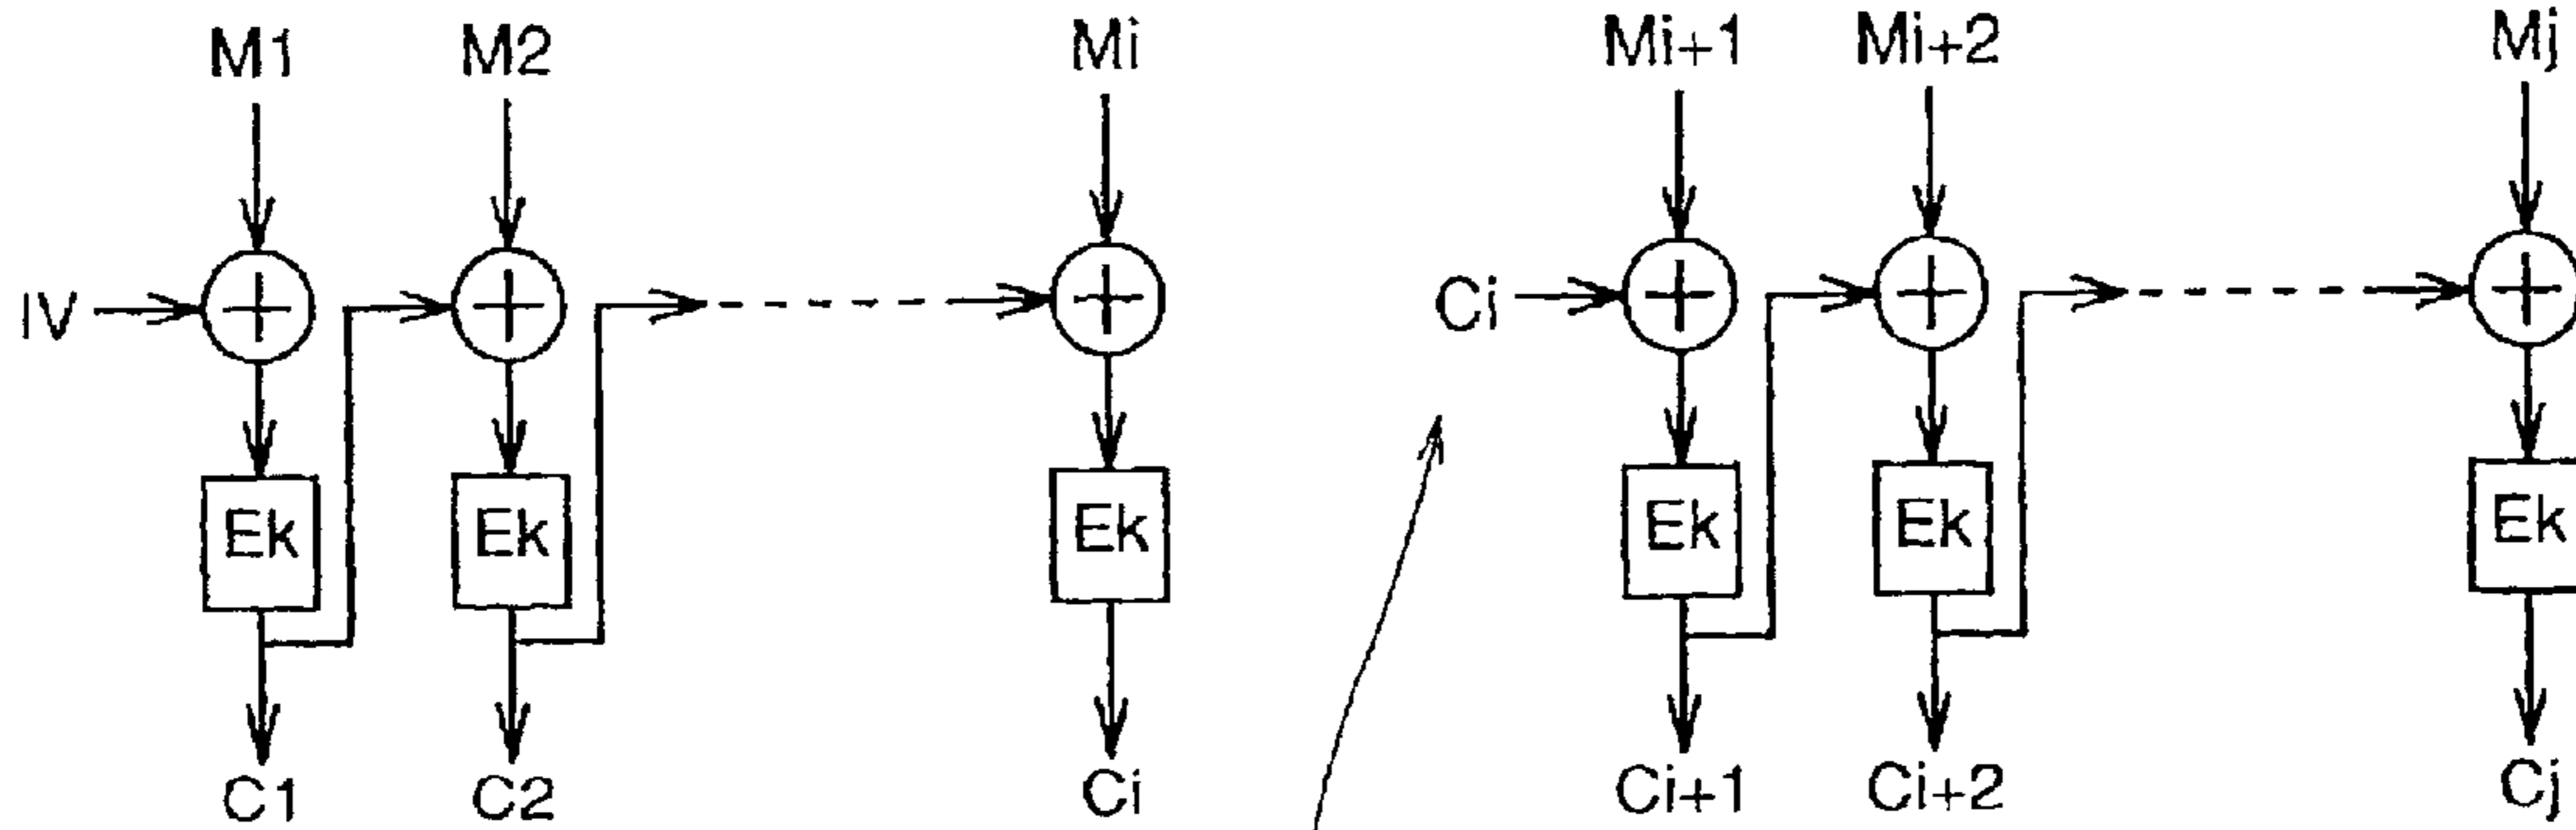 M1 M2 Mi Mi+1 Mi+2 Mj
IV Ci
Ek Ek Ek Ek Ek Ek
C1 C2 Ci Ci+1 Ci+2 Cj